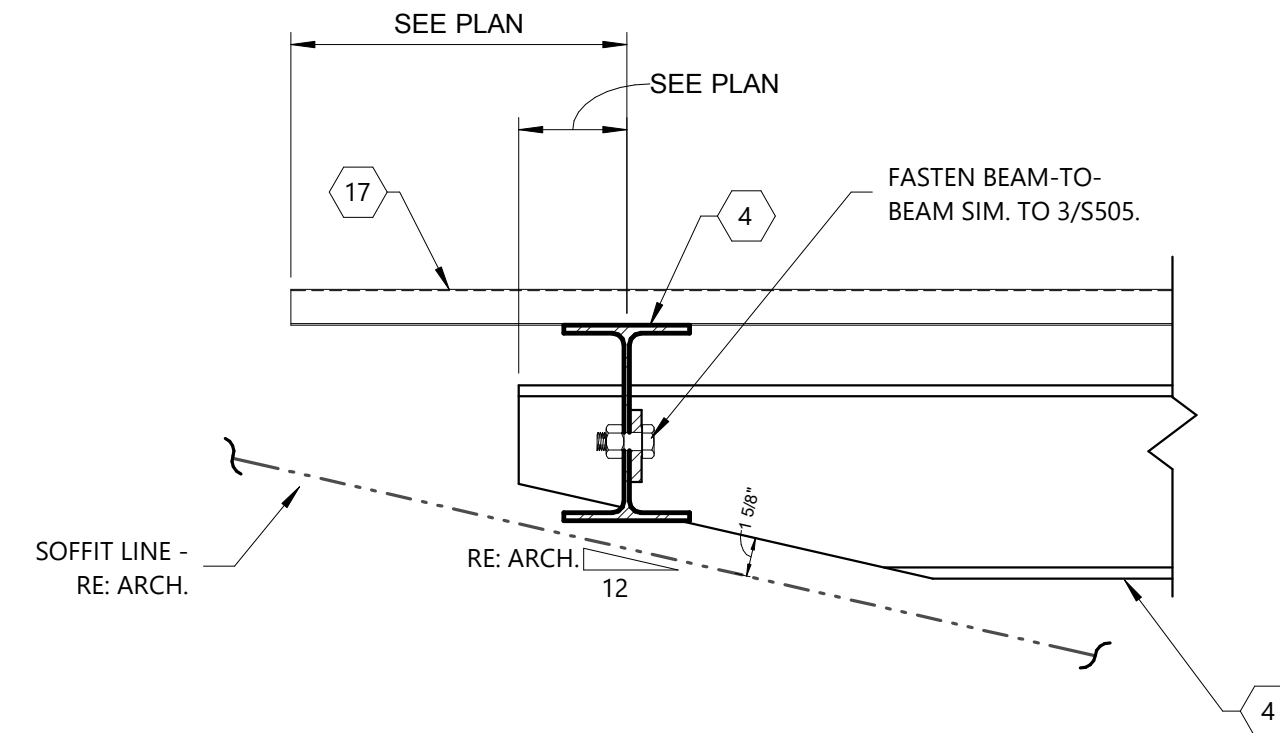 SEE PLAN
SEE PLAN
17
4
FASTEN BEAM-TO-
BEAM SIM. TO 3/S505.
1 5/8"
SOFFIT LINE -
RE: ARCH.
RE: ARCH.
12
4